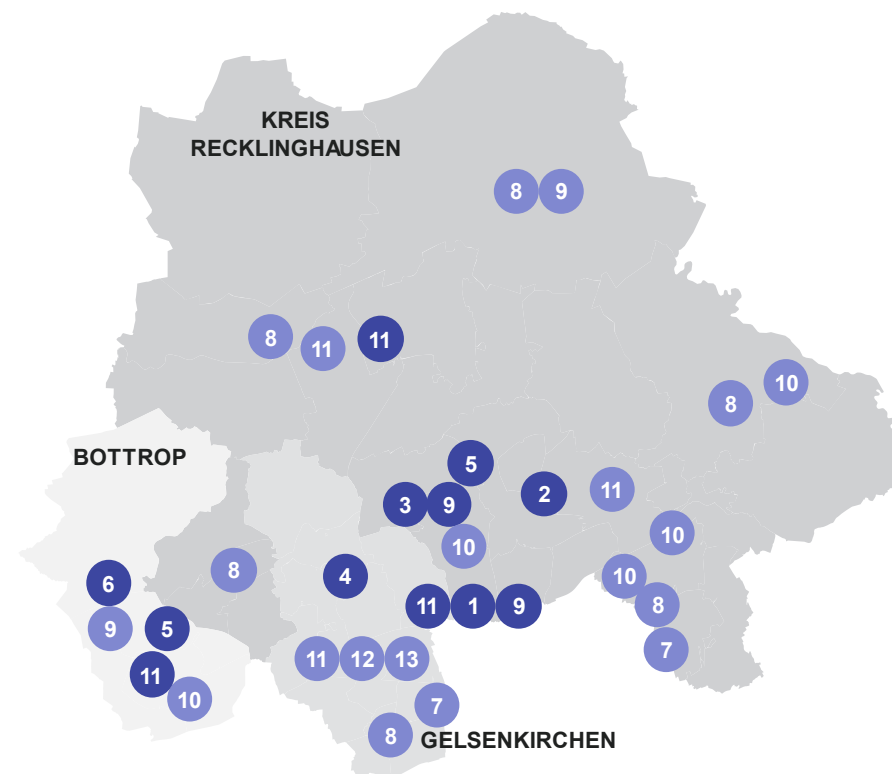 KREIS
RECKLINGHAUSEN
8 9
8 11 11
8 10
BOTTROP
5
3 9 2 11
10 10
8 4 10
6
11 1 9 8
9 5
11 12 13 7
11
10 7
8 GELSENKIRCHEN